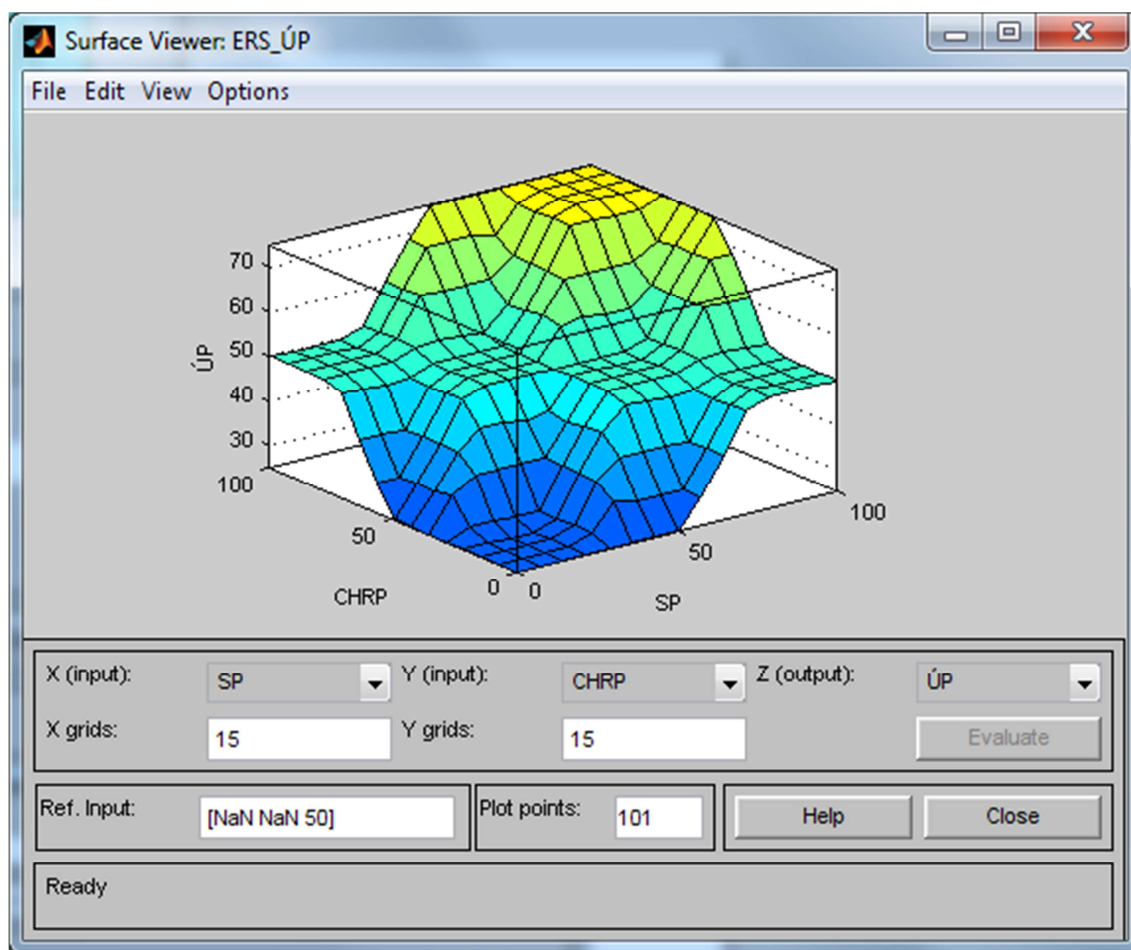 Surface Viewer: ERS_ÚP
File Edit View Options
70
60
50
40
30
ÚP
100
50
0
CHRP
0
50
100
SP
X (input): SP Y (input): CHRP Z (output): ÚP
X grids: 15 Y grids: 15 Evaluate
Ref. Input: [NaN NaN 50] Plot points: 101 Help Close
Ready